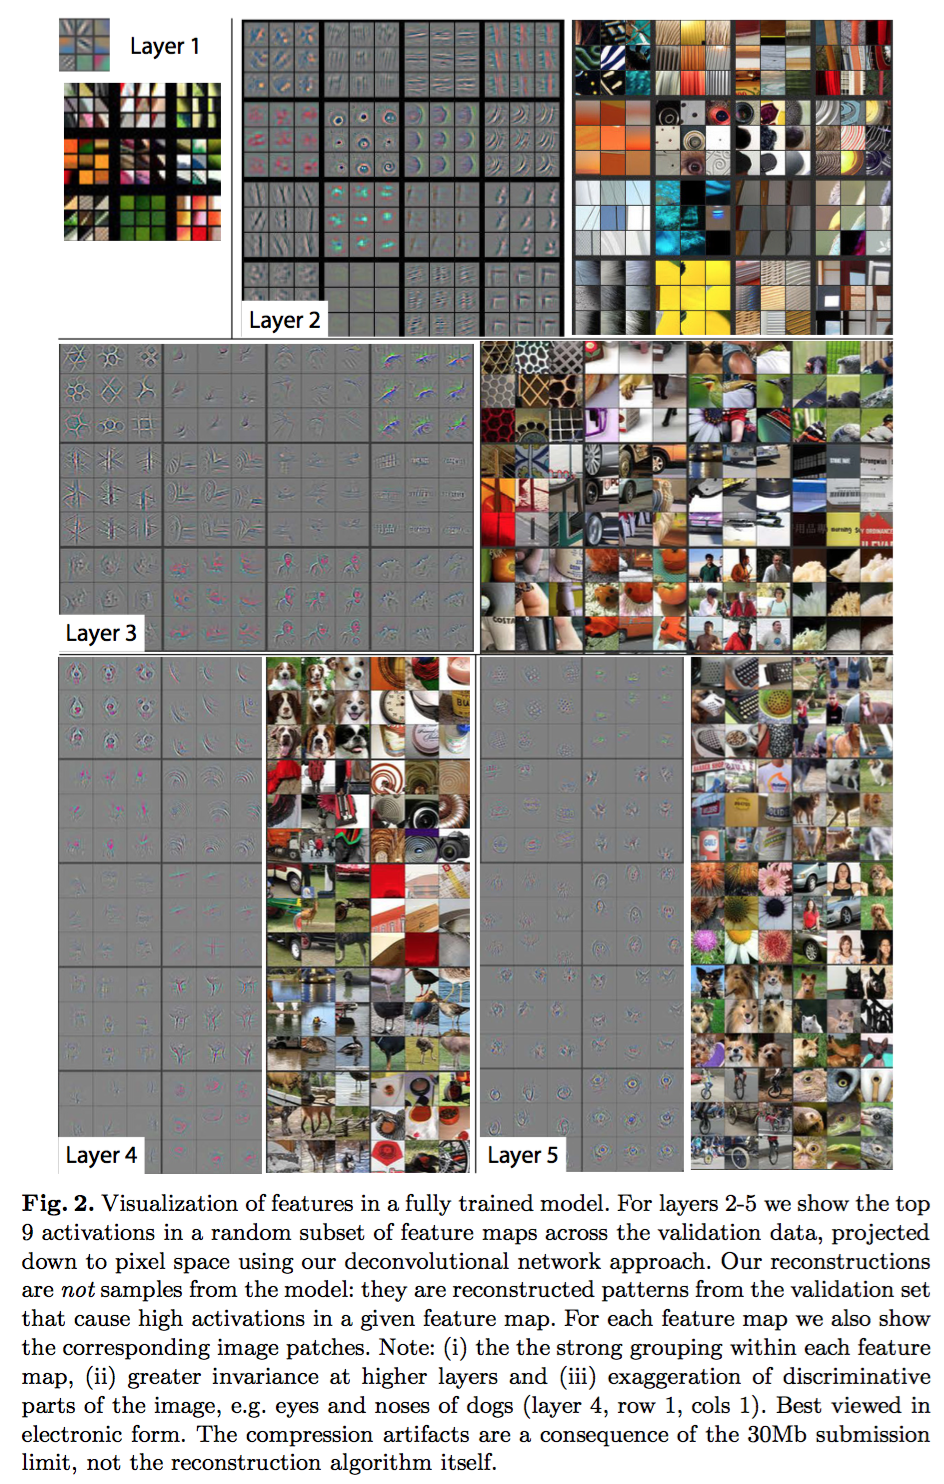 Layer 1
Layer 2
Layer 3
Layer 4
Layer 5
Fig. 2. Visualization of features in a fully trained model. For layers 2-5 we show the top
9 activations in a random subset of feature maps across the validation data, projected
down to pixel space using our deconvolutional network approach. Our reconstructions
are not samples from the model: they are reconstructed patterns from the validation set
that cause high activations in a given feature map. For each feature map we also show
the corresponding image patches. Note: (i) the the strong grouping within each feature
map, (ii) greater invariance at higher layers and (iii) exaggeration of discriminative
parts of the image, e.g. eyes and noses of dogs (layer 4, row 1, cols 1). Best viewed in
electronic form. The compression artifacts are a consequence of the 30Mb submission
limit, not the reconstruction algorithm itself.